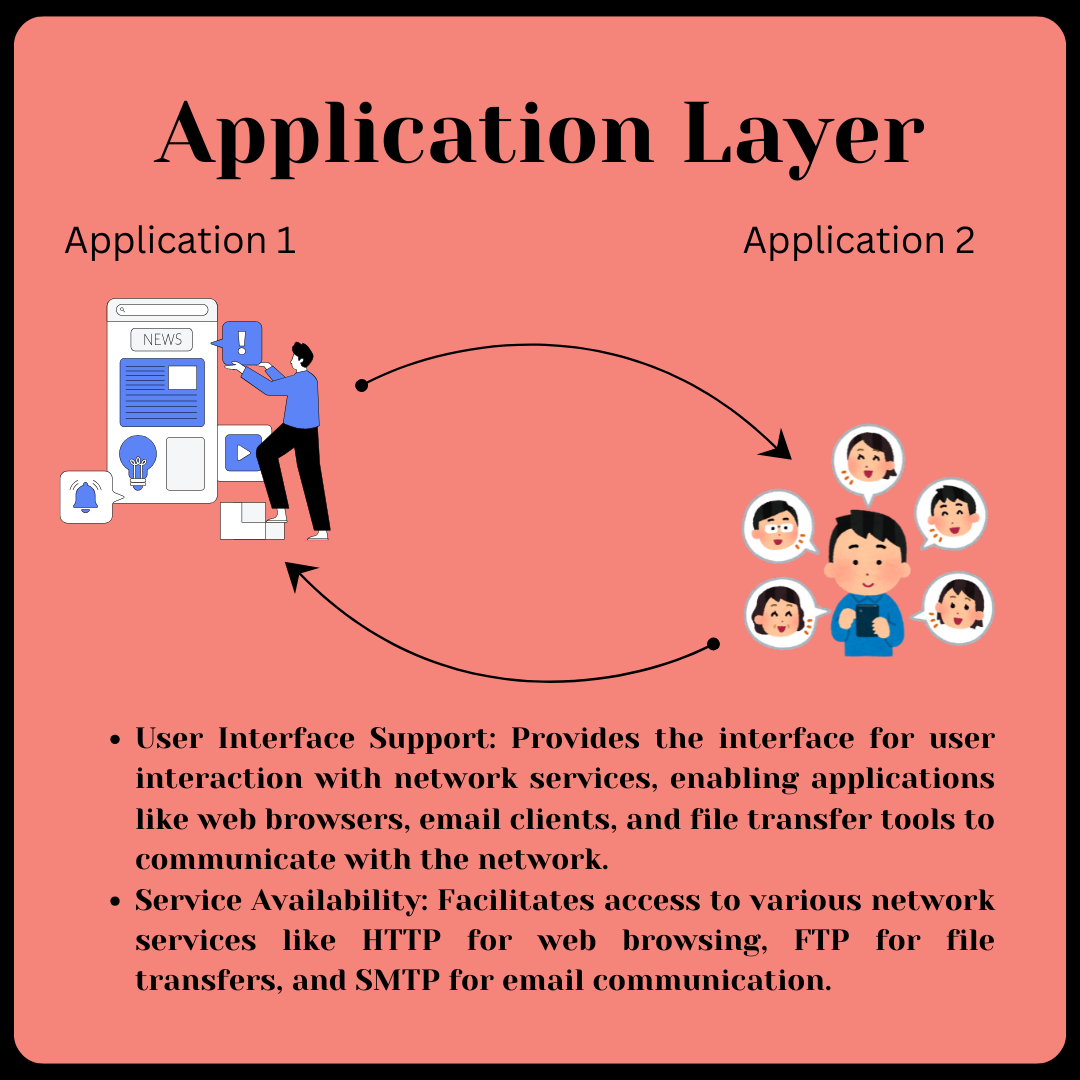 Application Layer
Application 1
Application 2
NEWS
!
• User Interface Support: Provides the interface for user
interaction with network services, enabling applications
like web browsers, email clients, and file transfer tools to
communicate with the network.
• Service Availability: Facilitates access to various network
services like HTTP for web browsing, FTP for file
transfers, and SMTP for email communication.